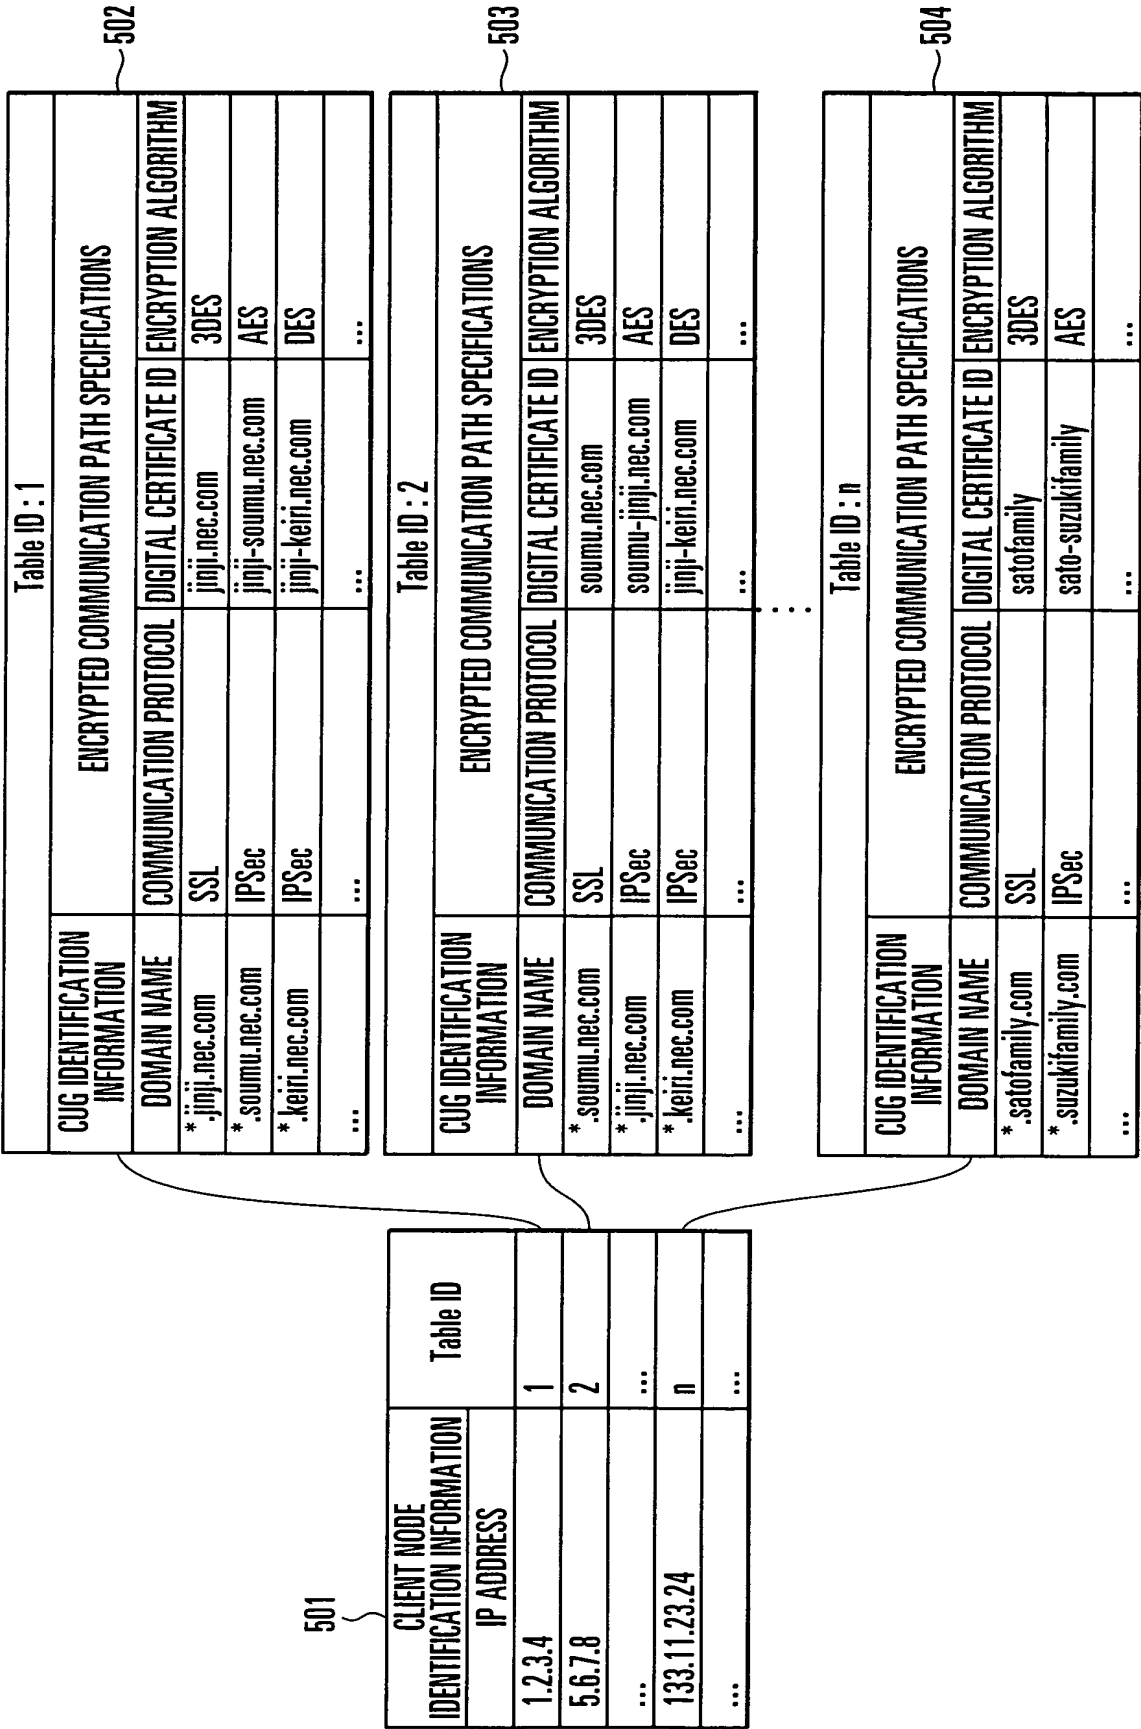 501
CLIENT NODE
IDENTIFICATION INFORMATION
Table ID
IP ADDRESS
1.2.3.4 1
5.6.7.8 2
... ...
133.11.23.24 n
... ...
502
Table ID : 1
CUG IDENTIFICATION
INFORMATION
ENCRYPTED COMMUNICATION PATH SPECIFICATIONS
DOMAIN NAME COMMUNICATION PROTOCOL DIGITAL CERTIFICATE ID ENCRYPTION ALGORITHM
*.jinji.nec.com SSL jinji.nec.com 3DES
*.soumu.nec.com IPSec jinji-soumu.nec.com AES
*.keiri.nec.com IPSec jinji-keiri.nec.com DES
... ... ... ...
503
Table ID : 2
CUG IDENTIFICATION
INFORMATION
ENCRYPTED COMMUNICATION PATH SPECIFICATIONS
DOMAIN NAME COMMUNICATION PROTOCOL DIGITAL CERTIFICATE ID ENCRYPTION ALGORITHM
*.soumu.nec.com SSL soumu.nec.com 3DES
*.jinji.nec.com IPSec soumu-jinji.nec.com AES
*.keiri.nec.com IPSec jinji-keiri.nec.com DES
... ... ... ...
504
Table ID : n
CUG IDENTIFICATION
INFORMATION
ENCRYPTED COMMUNICATION PATH SPECIFICATIONS
DOMAIN NAME COMMUNICATION PROTOCOL DIGITAL CERTIFICATE ID ENCRYPTION ALGORITHM
*.satofamily.com SSL satofamily 3DES
*.suzukifamily.com IPSec sato-suzukifamily AES
... ... ... ...